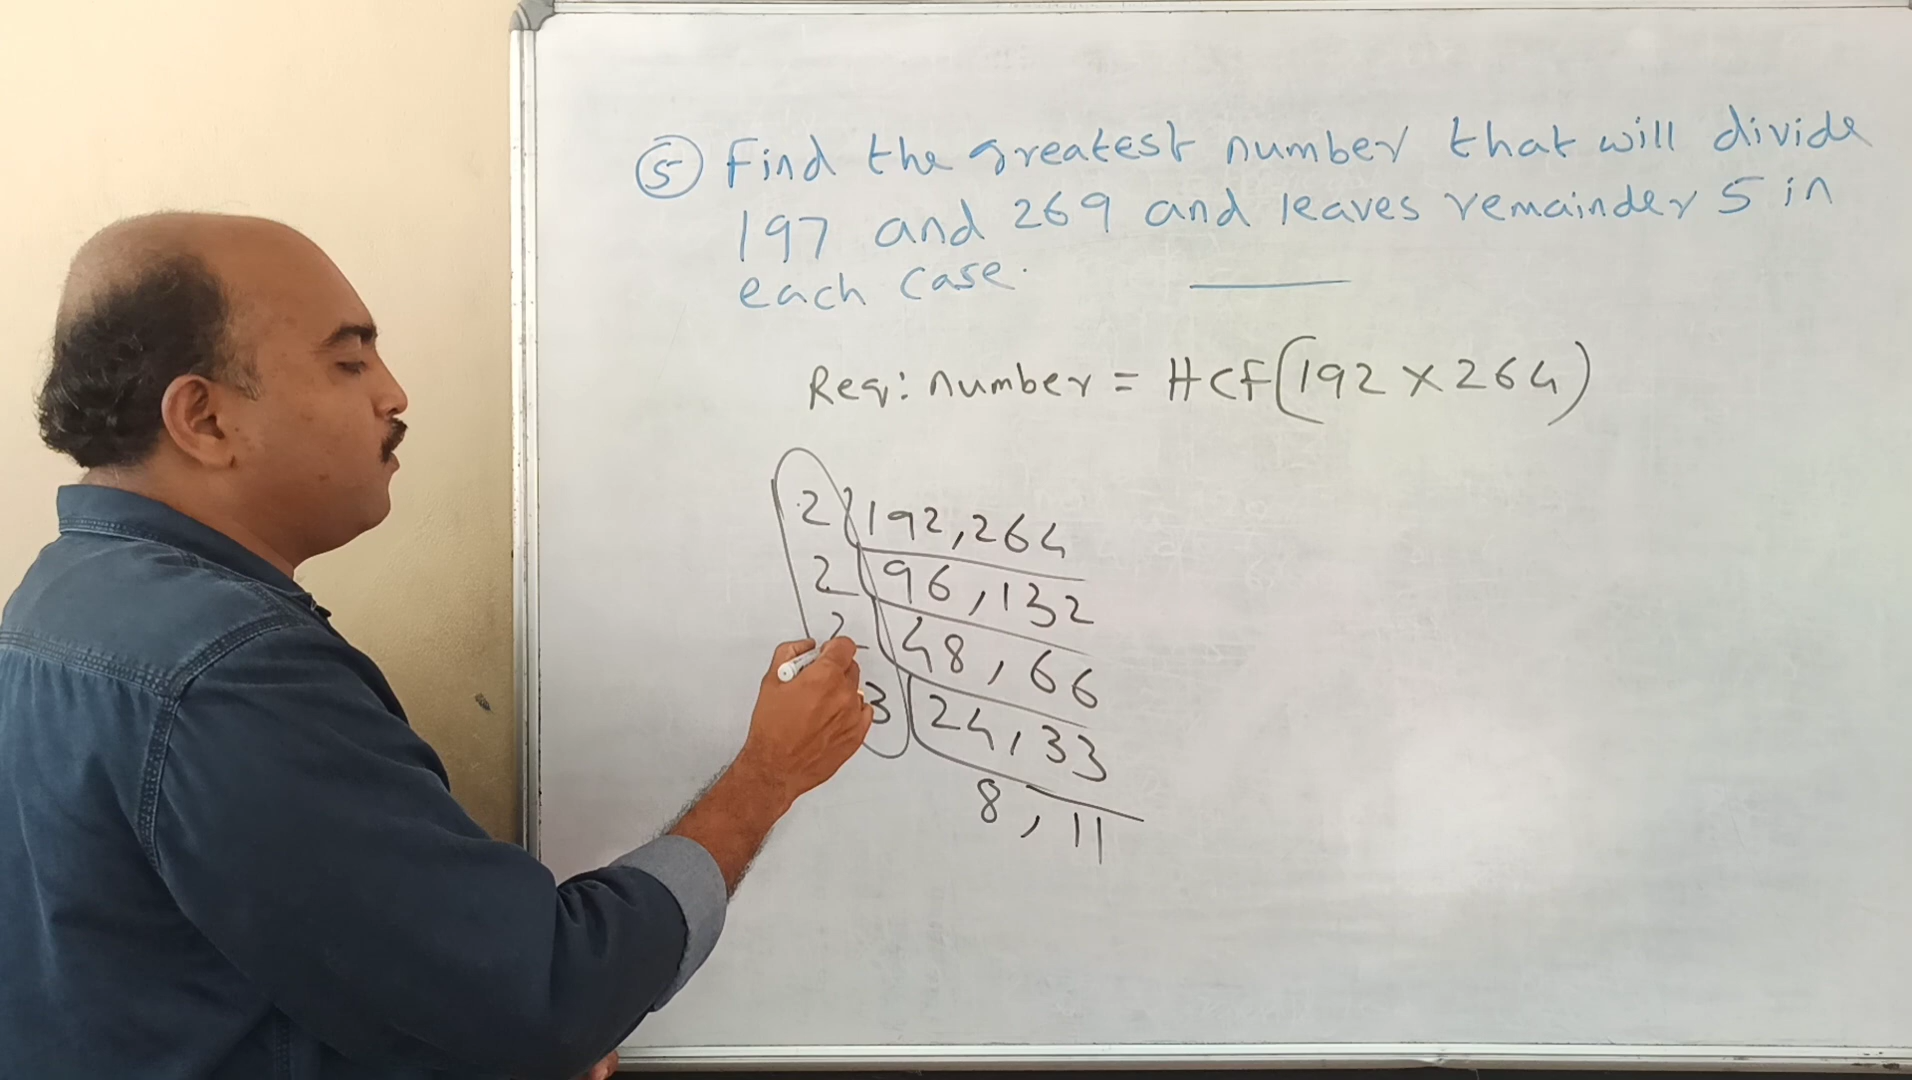 5 Find the greatest number that will divide
197 and 269 and leaves remainder 5 in
each case.
Req: number = HCF(192 × 264)
2 192, 264
2 96, 132
2 48, 66
3 24, 33
8, 11